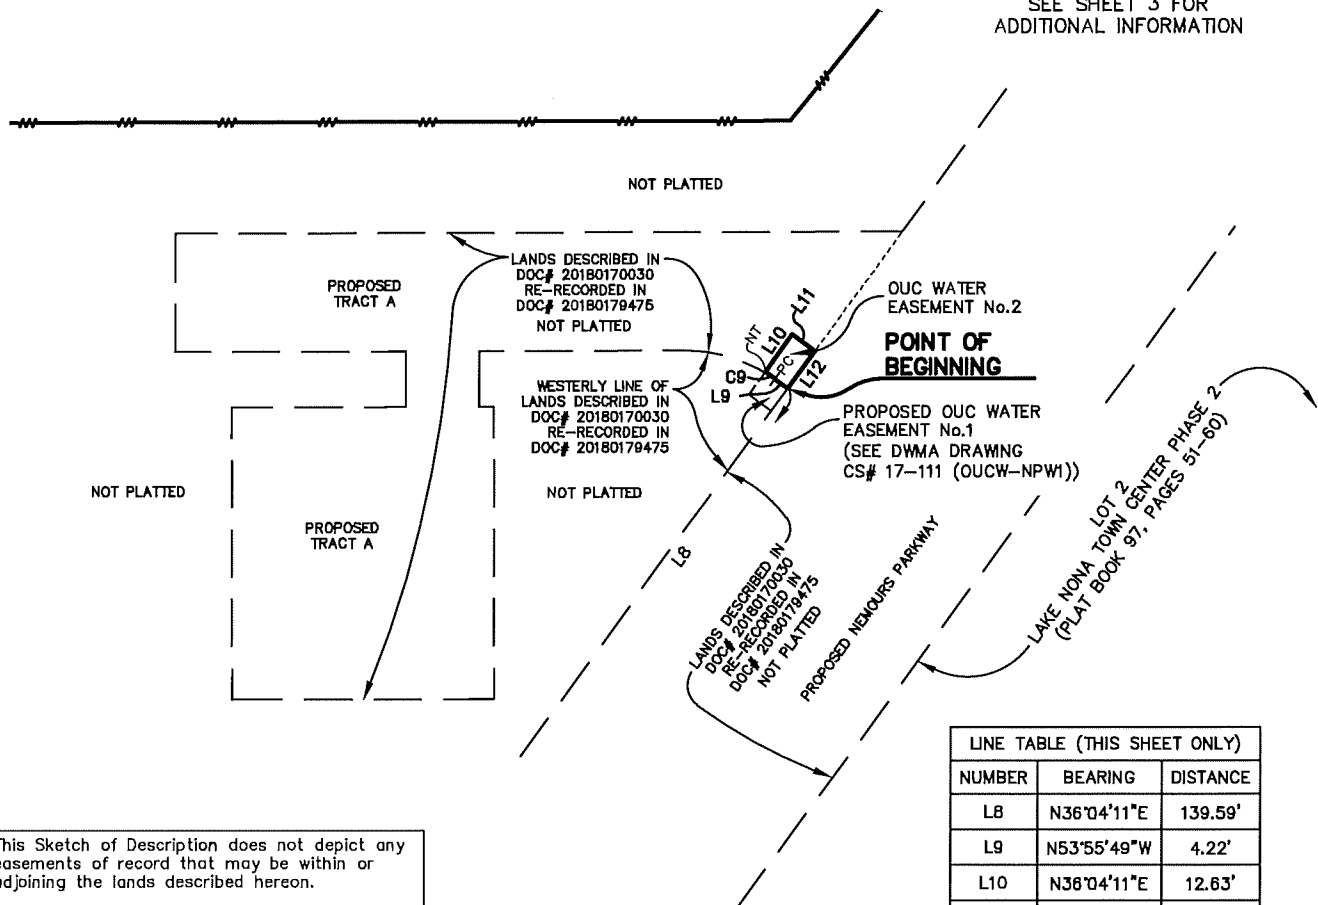 SEE SHEET 3 FOR
ADDITIONAL INFORMATION
NOT PLATTED
LANDS DESCRIBED IN
DOC# 20180170030
RE-RECORDED IN
DOC# 20180179475
NOT PLATTED
PROPOSED
TRACT A
OUC WATER
EASEMENT No.2
L11
L10
NT
PC
L12
C9
L9
POINT OF
BEGINNING
WESTERLY LINE OF
LANDS DESCRIBED IN
DOC# 20180170030
RE-RECORDED IN
DOC# 20180179475
PROPOSED OUC WATER
EASEMENT No.1
(SEE DWMA DRAWING
CS# 17-111 (OUCW-NPW1))
NOT PLATTED
NOT PLATTED
PROPOSED
TRACT A
L8
LANDS DESCRIBED IN
DOC# 20180170030
RE-RECORDED IN
DOC# 20180179475
NOT PLATTED
PROPOSED NEMOURS PARKWAY
LOT 2
LAKE NONA TOWN CENTER PHASE 2
(PLAT BOOK 97, PAGES 51-60)
LINE TABLE (THIS SHEET ONLY)
NUMBER BEARING DISTANCE
L8 N36°04'11"E 139.59'
L9 N53°55'49"W 4.22'
L10 N36°04'11"E 12.63'
This Sketch of Description does not depict any
easements of record that may be within or
adjoining the lands described hereon.